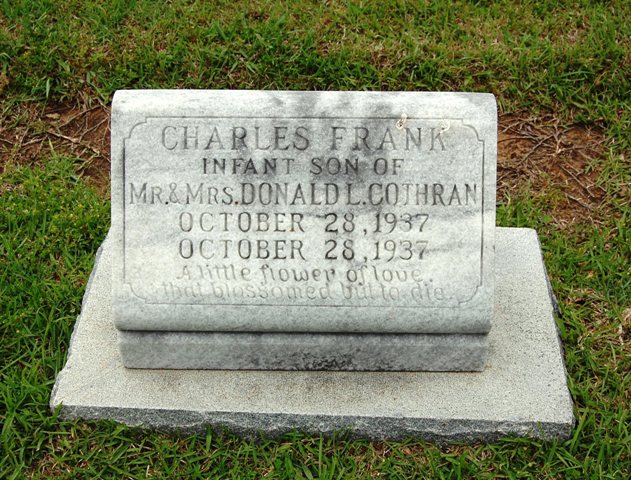 CHARLES FRANK
INFANT SON OF
MR. & MRS. DONALD L. COTHRAN
OCTOBER 28, 1937
OCTOBER 28, 1937
A little flower of love
that blossomed but to die.